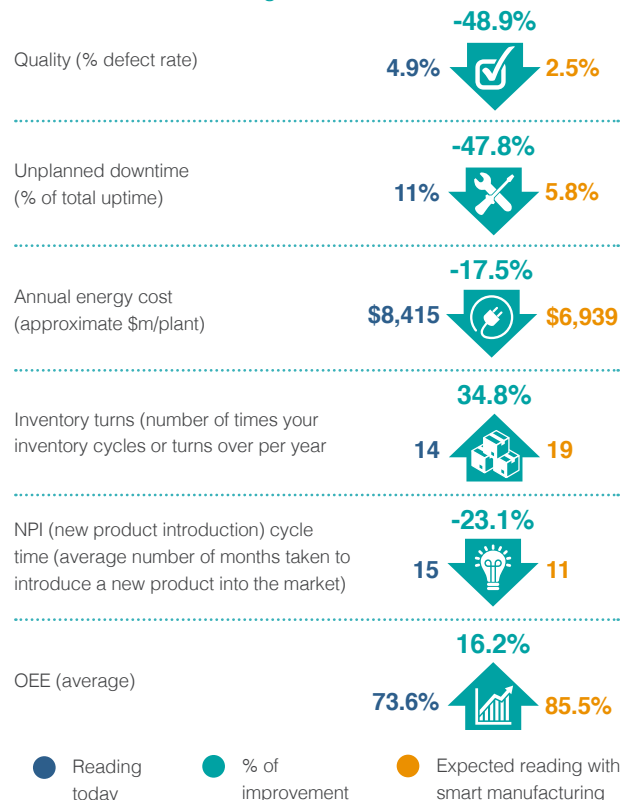 -48.9%
Quality (% defect rate)
4.9%
2.5%
-47.8%
Unplanned downtime
(% of total uptime)
11%
5.8%
-17.5%
Annual energy cost
(approximate $m/plant)
$8,415
$6,939
34.8%
Inventory turns (number of times your
inventory cycles or turns over per year
14
19
-23.1%
NPI (new product introduction) cycle
time (average number of months taken to
introduce a new product into the market)
15
11
16.2%
OEE (average)
73.6%
85.5%
Reading
today
% of
improvement
Expected reading with
smart manufacturing